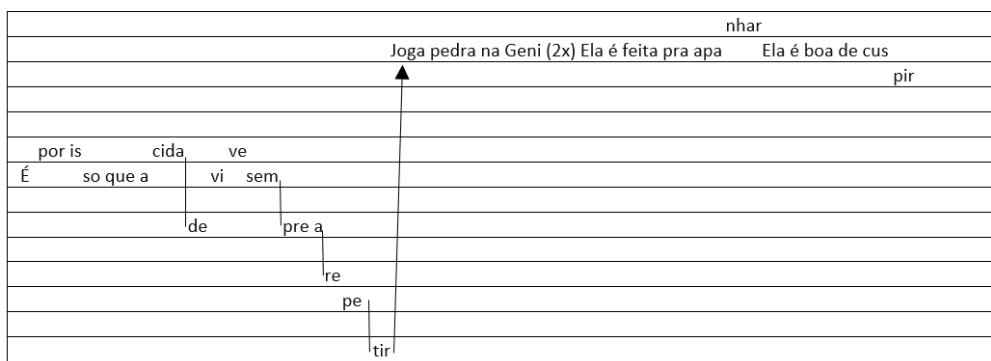 nhar
Joga pedra na Geni (2x) Ela é feita pra apa Ela é boa de cus
pir
por is cida ve
É so que a vi sem
de pre a
re
pe
tir